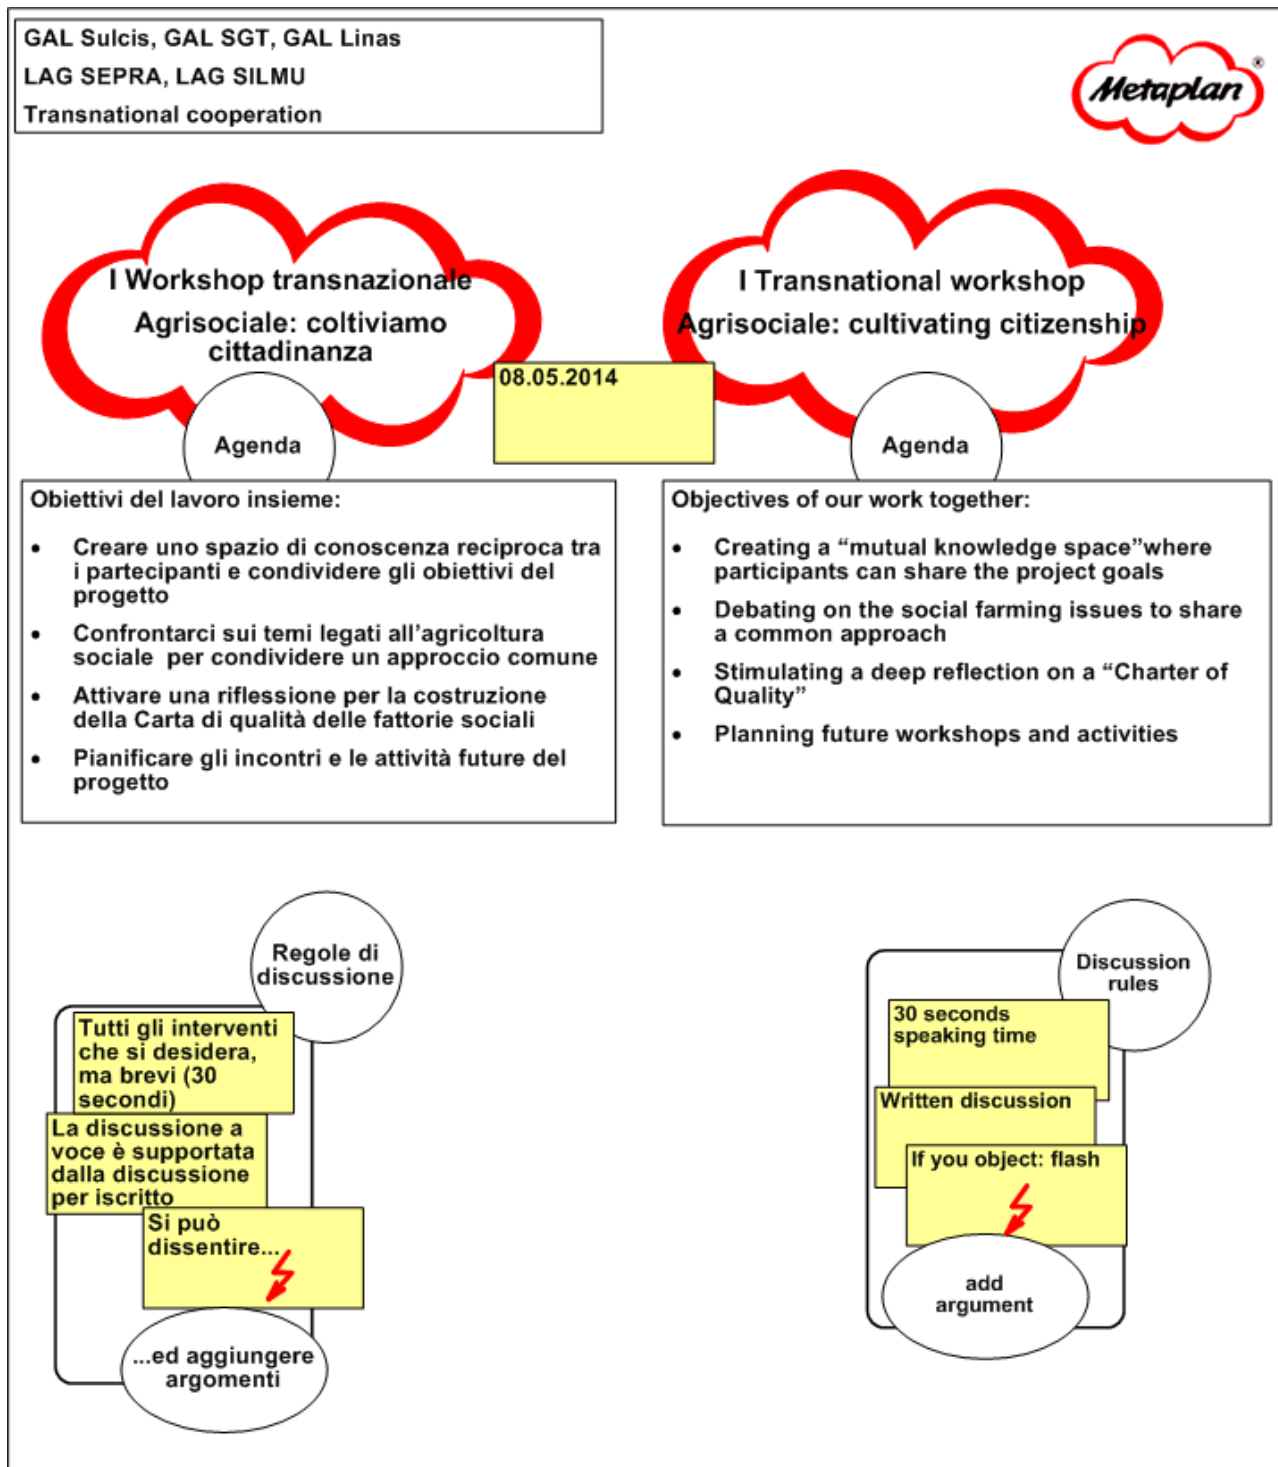 GAL Sulcis, GAL SGT, GAL Linas
LAG SEPRA, LAG SILMU
Transnational cooperation
Metaplan
®
I Workshop transnazionale
Agrisociale: coltiviamo
cittadinanza
I Transnational workshop
Agrisociale: cultivating citizenship
08.05.2014
Agenda
Agenda
Obiettivi del lavoro insieme:
• Creare uno spazio di conoscenza reciproca tra
i partecipanti e condividere gli obiettivi del
progetto
• Confrontarci sui temi legati all’agricoltura
sociale  per condividere un approccio comune
• Attivare una riflessione per la costruzione
della Carta di qualità delle fattorie sociali
• Pianificare gli incontri e le attività future del
progetto
Objectives of our work together:
• Creating a “mutual knowledge space”where
participants can share the project goals
• Debating on the social farming issues to share
a common approach
• Stimulating a deep reflection on a “Charter of
Quality”
• Planning future workshops and activities
Regole di
discussione
Tutti gli interventi
che si desidera,
ma brevi (30
secondi)
La discussione a
voce è supportata
dalla discussione
per iscritto
Si può
dissentire...
...ed aggiungere
argomenti
Discussion
rules
30 seconds
speaking time
Written discussion
If you object: flash
add
argument